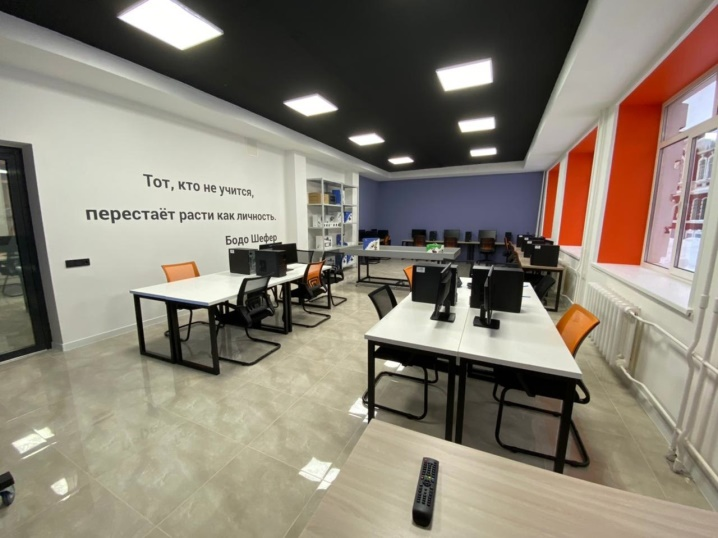 Тот, кто не учится,
перестаёт расти как личность.
Бодо Шефер